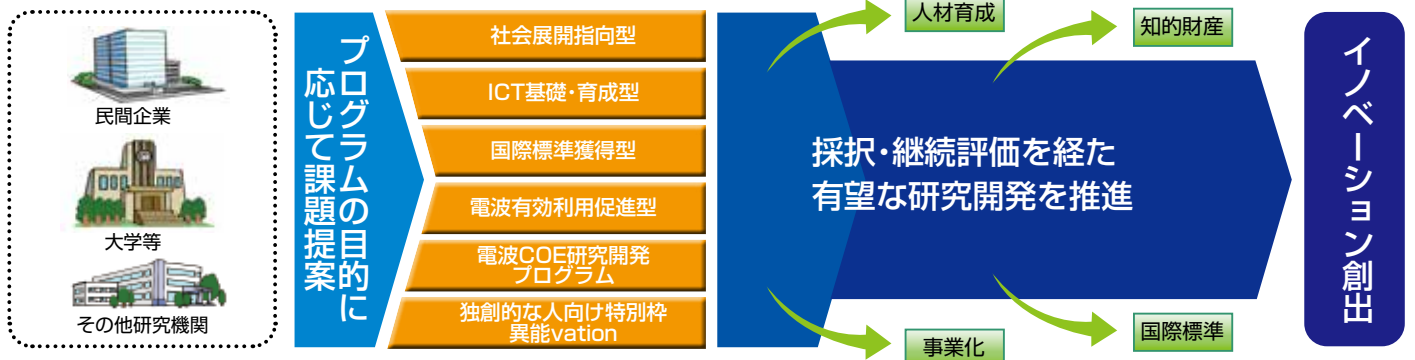 民間企業
大学等
その他研究機関
プログラムの目的に
応じて課題提案
社会展開指向型
ICT基礎・育成型
国際標準獲得型
電波有効利用促進型
電波COE研究開発
プログラム
独創的な人向け特別枠
異能vation
人材育成
知的財産
採択・継続評価を経た
有望な研究開発を推進
事業化
国際標準
イノベーション創出